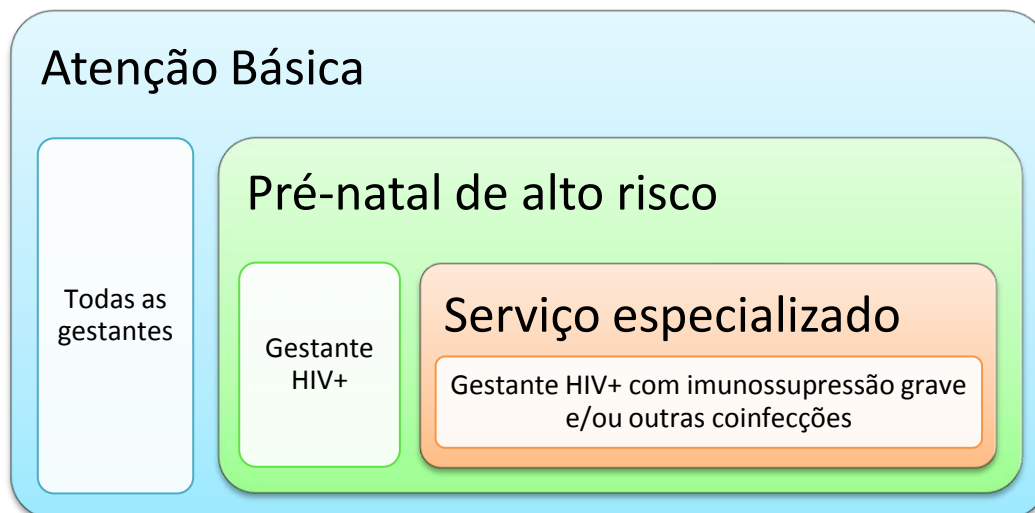 Atenção Básica
Todas as
gestantes
Pré-natal de alto risco
Gestante
HIV+
Serviço especializado
Gestante HIV+ com imunossupressão grave
e/ou outras coinfecções